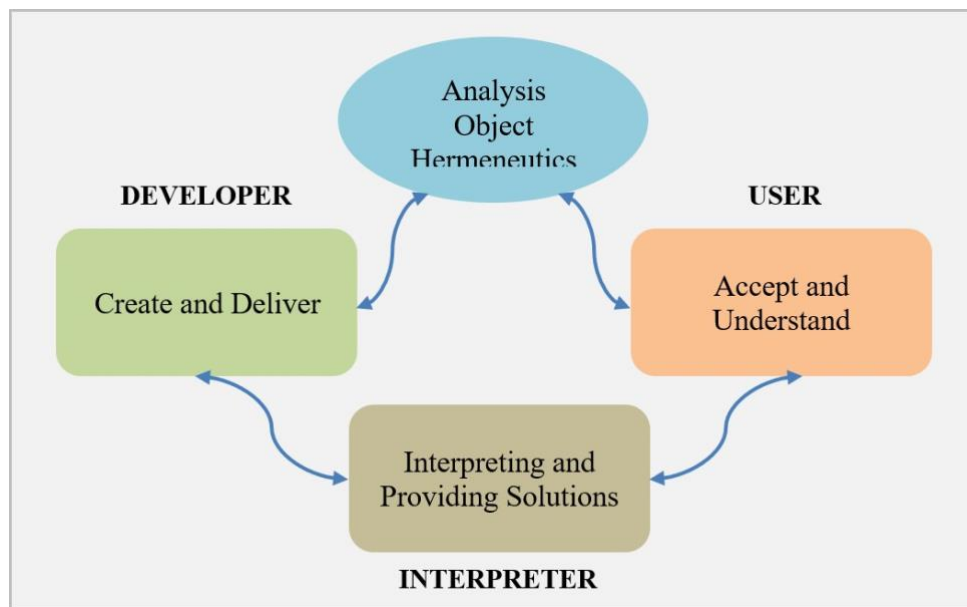 Analysis
Object
Hermeneutics
DEVELOPER
USER
Create and Deliver
Accept and
Understand
Interpreting and
Providing Solutions
INTERPRETER